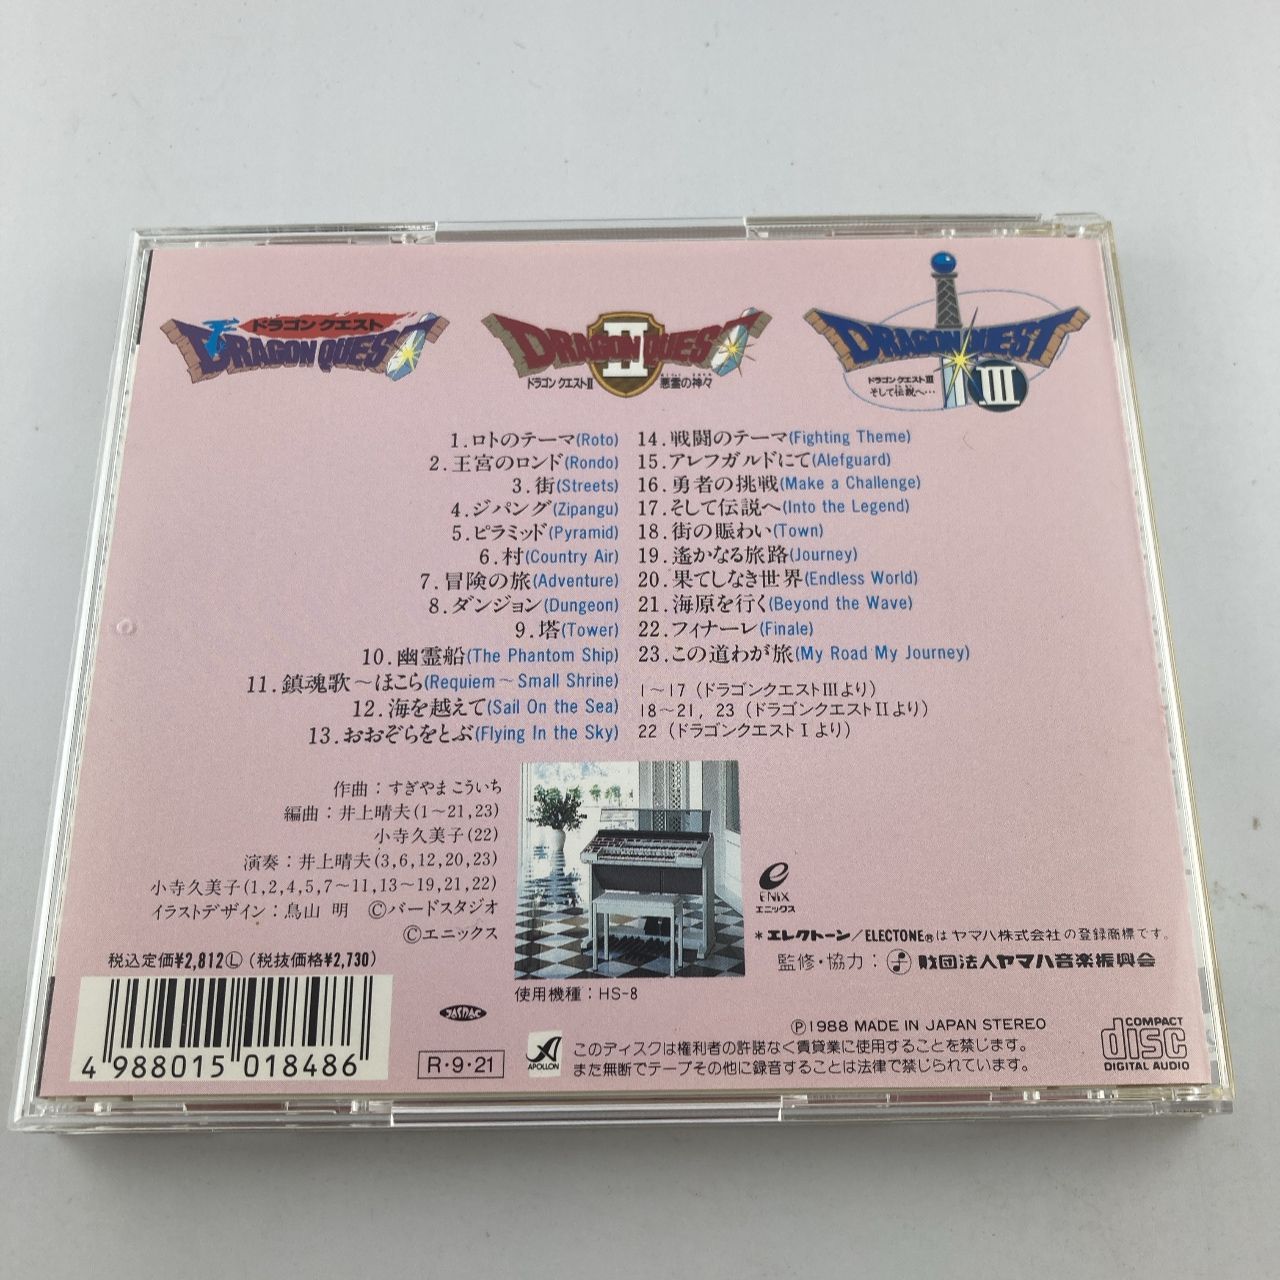 ドラゴン クエスト
DRAGON QUEST
DRAGON QUEST
II
ドラゴンクエストII 悪霊の神々
DRAGON QUEST
ドラゴンクエストIII
そして伝説へ…
III
1.ロトのテーマ(Roto)
2.王宮のロンド(Rondo)
3.街(Streets)
4.ジパング(Zipangu)
5.ピラミッド(Pyramid)
6.村(Country Air)
7.冒険の旅(Adventure)
8.ダンジョン(Dungeon)
9.塔(Tower)
10.幽霊船(The Phantom Ship)
11.鎮魂歌～ほこら(Requiem～Small Shrine)
12.海を越えて(Sail On the Sea)
13.おおぞらをとぶ(Flying In the Sky)
14.戦闘のテーマ(Fighting Theme)
15.アレフガルドにて(Alefguard)
16.勇者の挑戦(Make a Challenge)
17.そして伝説へ(Into the Legend)
18.街の賑わい(Town)
19.遙かなる旅路(Journey)
20.果てしなき世界(Endless World)
21.海原を行く(Beyond the Wave)
22.フィナーレ(Finale)
23.この道わが旅(My Road My Journey)
1～17（ドラゴンクエストⅢより）
18～21, 23（ドラゴンクエストⅡより）
22（ドラゴンクエストⅠより）
作曲：すぎやまこういち
編曲：井上晴夫(1～21,23)
小寺久美子(22)
演奏：井上晴夫(3,6,12,20,23)
小寺久美子(1,2,4,5,7～11,13～19,21,22)
イラストデザイン：鳥山 明 ©バードスタジオ
©エニックス
税込定価¥2,812Ⓛ(税抜価格¥2,730)
4 988015 018486
JASRAC
R・9・21
使用機種：HS-8
ENIX
エニックス
*エレクトーン/ELECTONE®はヤマハ株式会社の登録商標です。
監修・協力：財団法人ヤマハ音楽振興会
Ⓟ1988 MADE IN JAPAN STEREO
APOLLON
このディスクは権利者の許諾なく賃貸業に使用することを禁じます。
また無断でテープその他に録音することは法律で禁じられています。
COMPACT
disc
DIGITAL AUDIO